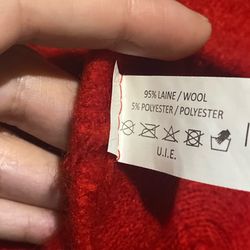 95% LAINE / WOOL
5% POLYESTER / POLYESTER
U.I.E.